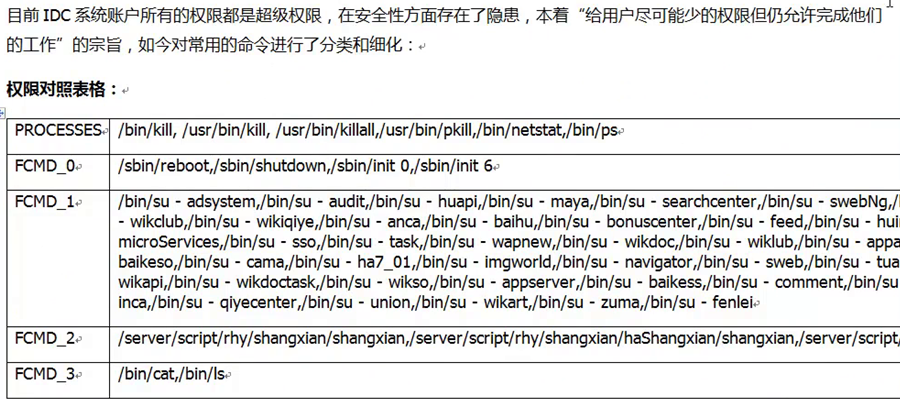 目前 IDC 系统账户所有的权限都是超级权限，在安全性方面存在了隐患，本着“给用户尽可能少的权限但仍允许完成他们
的工作”的宗旨，如今对常用的命令进行了分类和细化：
权限对照表格：
PROCESSES /bin/kill, /usr/bin/kill, /usr/bin/killall,/usr/bin/pkill,/bin/netstat,/bin/ps
FCMD_0 /sbin/reboot,/sbin/shutdown,/sbin/init 0,/sbin/init 6
FCMD_1 /bin/su - adsystem,/bin/su - audit,/bin/su - huapi,/bin/su - maya,/bin/su - searchcenter,/bin/su - swebNg,/
- wikclub,/bin/su - wikiqiye,/bin/su - anca,/bin/su - baihu,/bin/su - bonuscenter,/bin/su - feed,/bin/su - hui
microServices,/bin/su - sso,/bin/su - task,/bin/su - wapnew,/bin/su - wikdoc,/bin/su - wiklub,/bin/su - appa
baikeso,/bin/su - cama,/bin/su - ha7_01,/bin/su - imgworld,/bin/su - navigator,/bin/su - sweb,/bin/su - tua
wikapi,/bin/su - wikdoctask,/bin/su - wikso,/bin/su - appserver,/bin/su - baikess,/bin/su - comment,/bin/su
inca,/bin/su - qiyecenter,/bin/su - union,/bin/su - wikart,/bin/su - zuma,/bin/su - fenlei
FCMD_2 /server/script/rhy/shangxian/shangxian,/server/script/rhy/shangxian/haShangxian/shangxian,/server/script,
FCMD_3 /bin/cat,/bin/ls